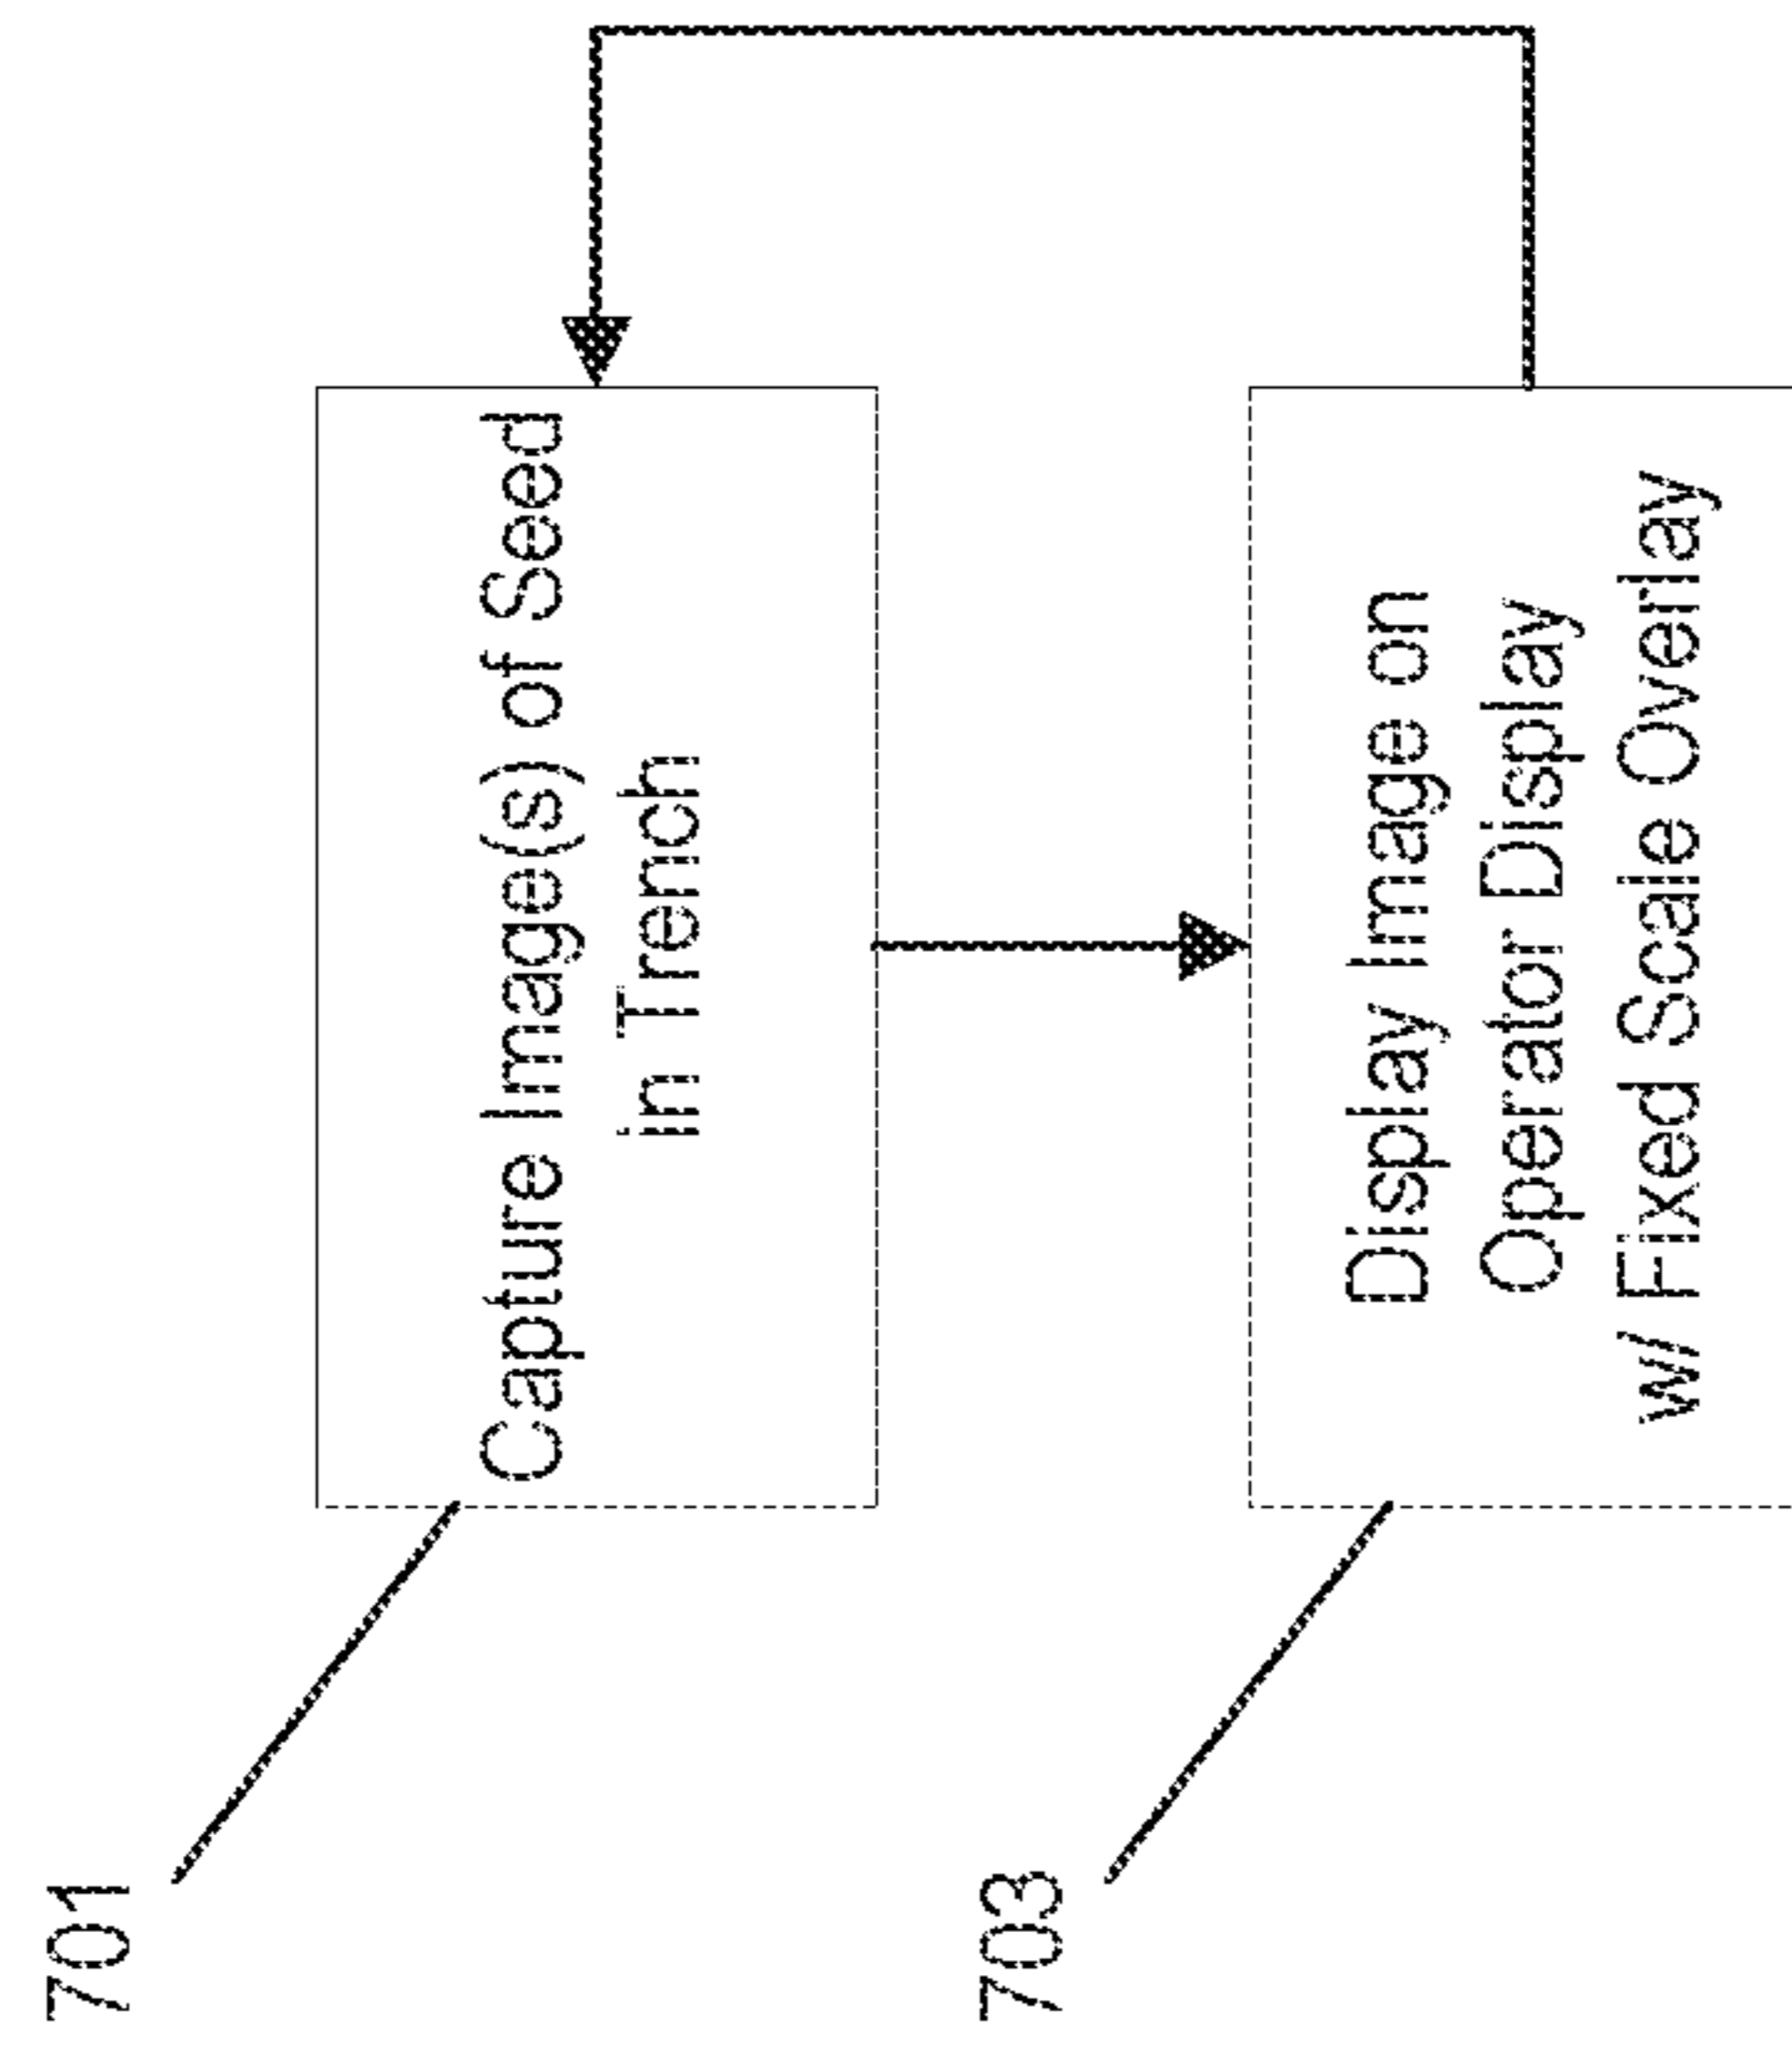 701
Capture Image(s) of Seed
in Trench
703
Display Image on
Operator Display
w/ Fixed Scale Overlay